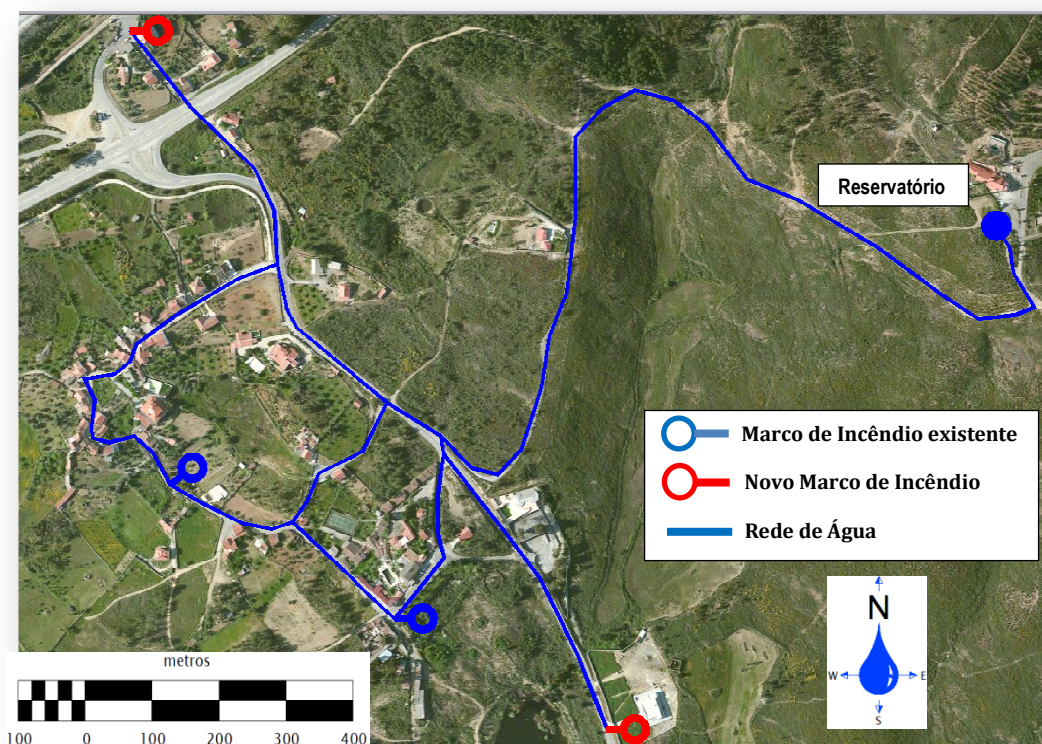 Reservatório
Marco de Incêndio existente
Novo Marco de Incêndio
Rede de Água
N
W E
S
metros
100 0 100 200 300 400